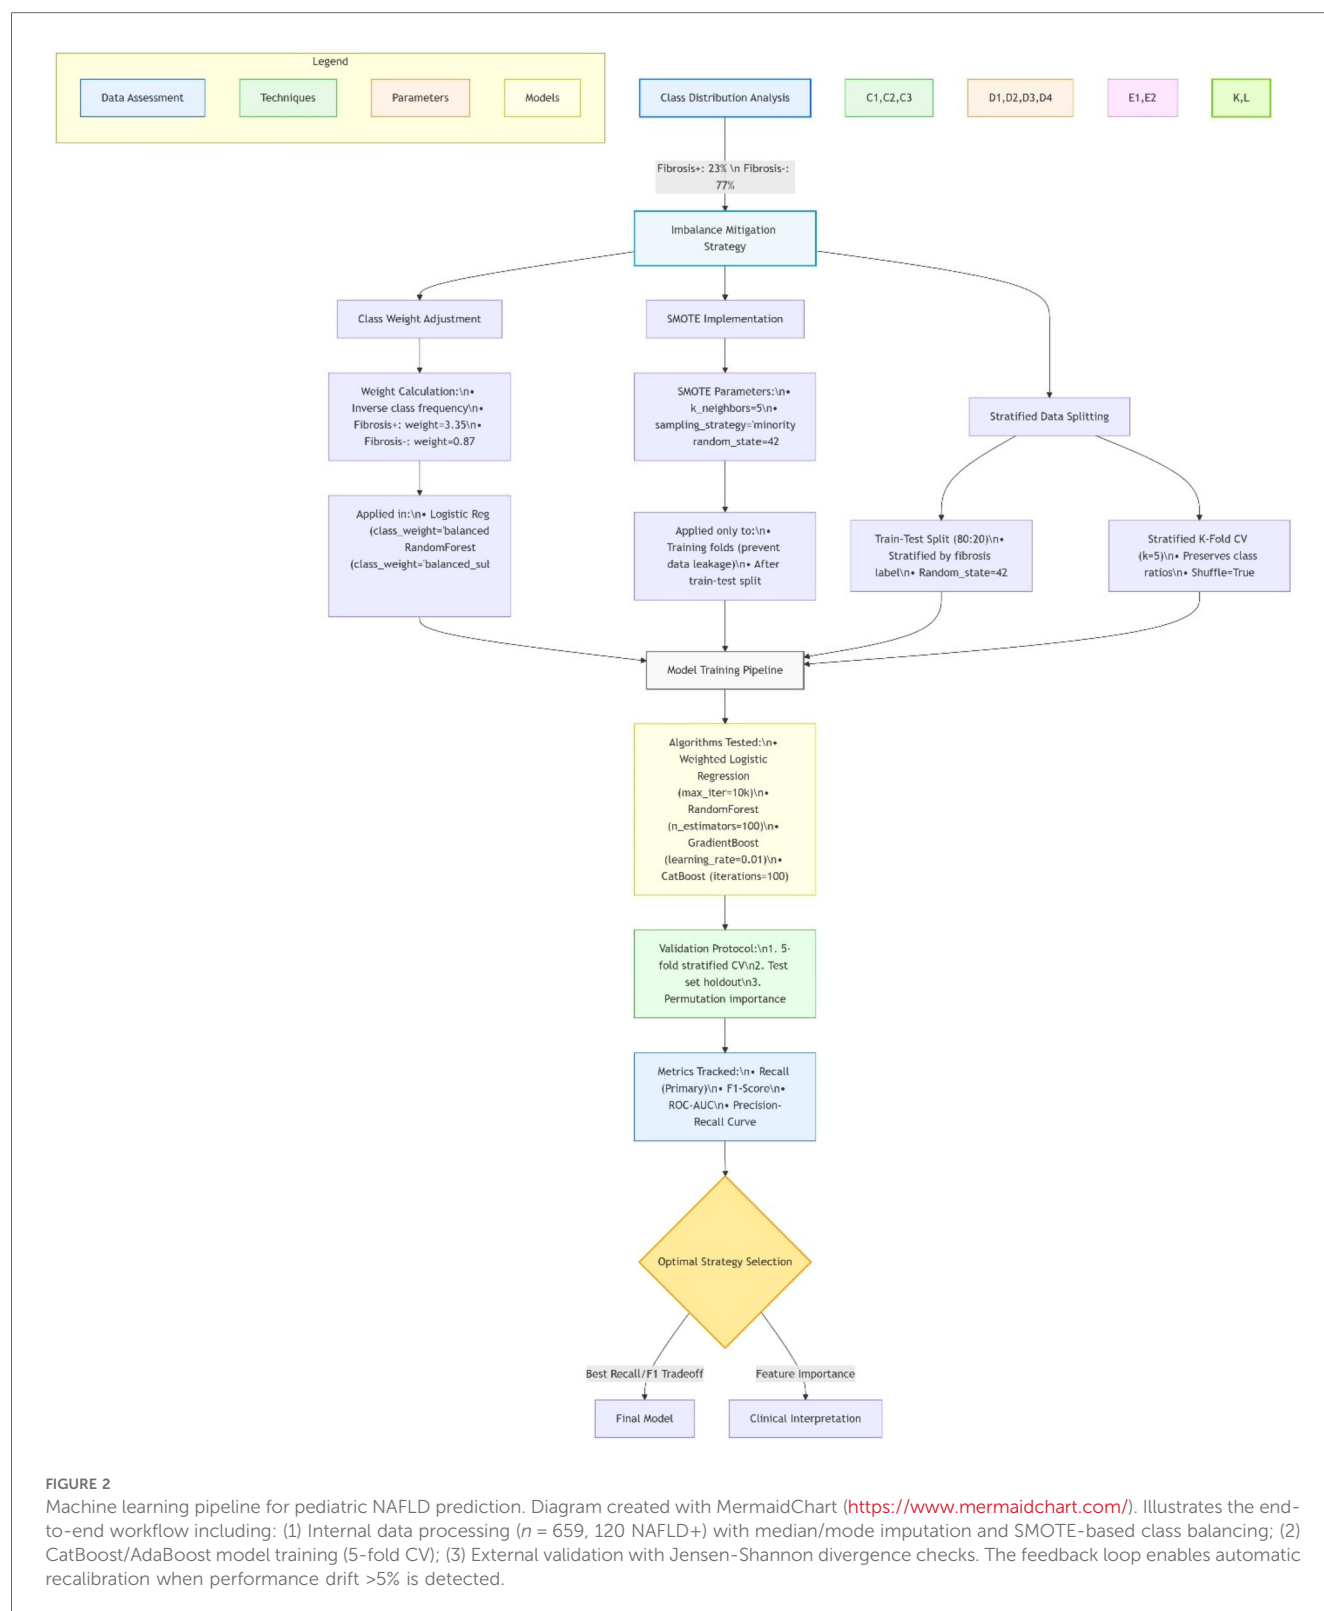 Legend
Data Assessment
Techniques
Parameters
Models
Class Distribution Analysis
C1,C2,C3
D1,D2,D3,D4
E1,E2
K,L
Fibrosis+: 23% \n Fibrosis-:
77%
Imbalance Mitigation
Strategy
Class Weight Adjustment
SMOTE Implementation
Weight Calculation:\n•
Inverse class frequency\n•
Fibrosis+: weight=3.35\n•
Fibrosis-: weight=0.87
SMOTE Parameters:\n•
k_neighbors=5\n•
sampling_strategy='minority
random_state=42
Stratified Data Splitting
Applied in:\n• Logistic Reg
(class_weight='balanced
RandomForest
(class_weight='balanced_sul
Applied only to:\n•
Training folds (prevent
data leakage)\n• After
train-test split
Train-Test Split (80:20)\n•
Stratified by fibrosis
label\n• Random_state=42
Stratified K-Fold CV
(k=5)\n• Preserves class
ratios\n• Shuffle=True
Model Training Pipeline
Algorithms Tested:\n•
Weighted Logistic
Regression
(max_iter=10k)\n•
RandomForest
(n_estimators=100)\n•
GradientBoost
(learning_rate=0.01)\n•
CatBoost (iterations=100)
Validation Protocol:\n1. 5-
fold stratified CV\n2. Test
set holdout\n3.
Permutation importance
Metrics Tracked:\n• Recall
(Primary)\n• F1-Score\n•
ROC-AUC\n• Precision-
Recall Curve
Optimal Strategy Selection
Best Recall/F1 Tradeoff
Feature Importance
Final Model
Clinical Interpretation
FIGURE 2
Machine learning pipeline for pediatric NAFLD prediction. Diagram created with MermaidChart (https://www.mermaidchart.com/). Illustrates the end-
to-end workflow including: (1) Internal data processing (n = 659, 120 NAFLD+) with median/mode imputation and SMOTE-based class balancing; (2)
CatBoost/AdaBoost model training (5-fold CV); (3) External validation with Jensen-Shannon divergence checks. The feedback loop enables automatic
recalibration when performance drift >5% is detected.